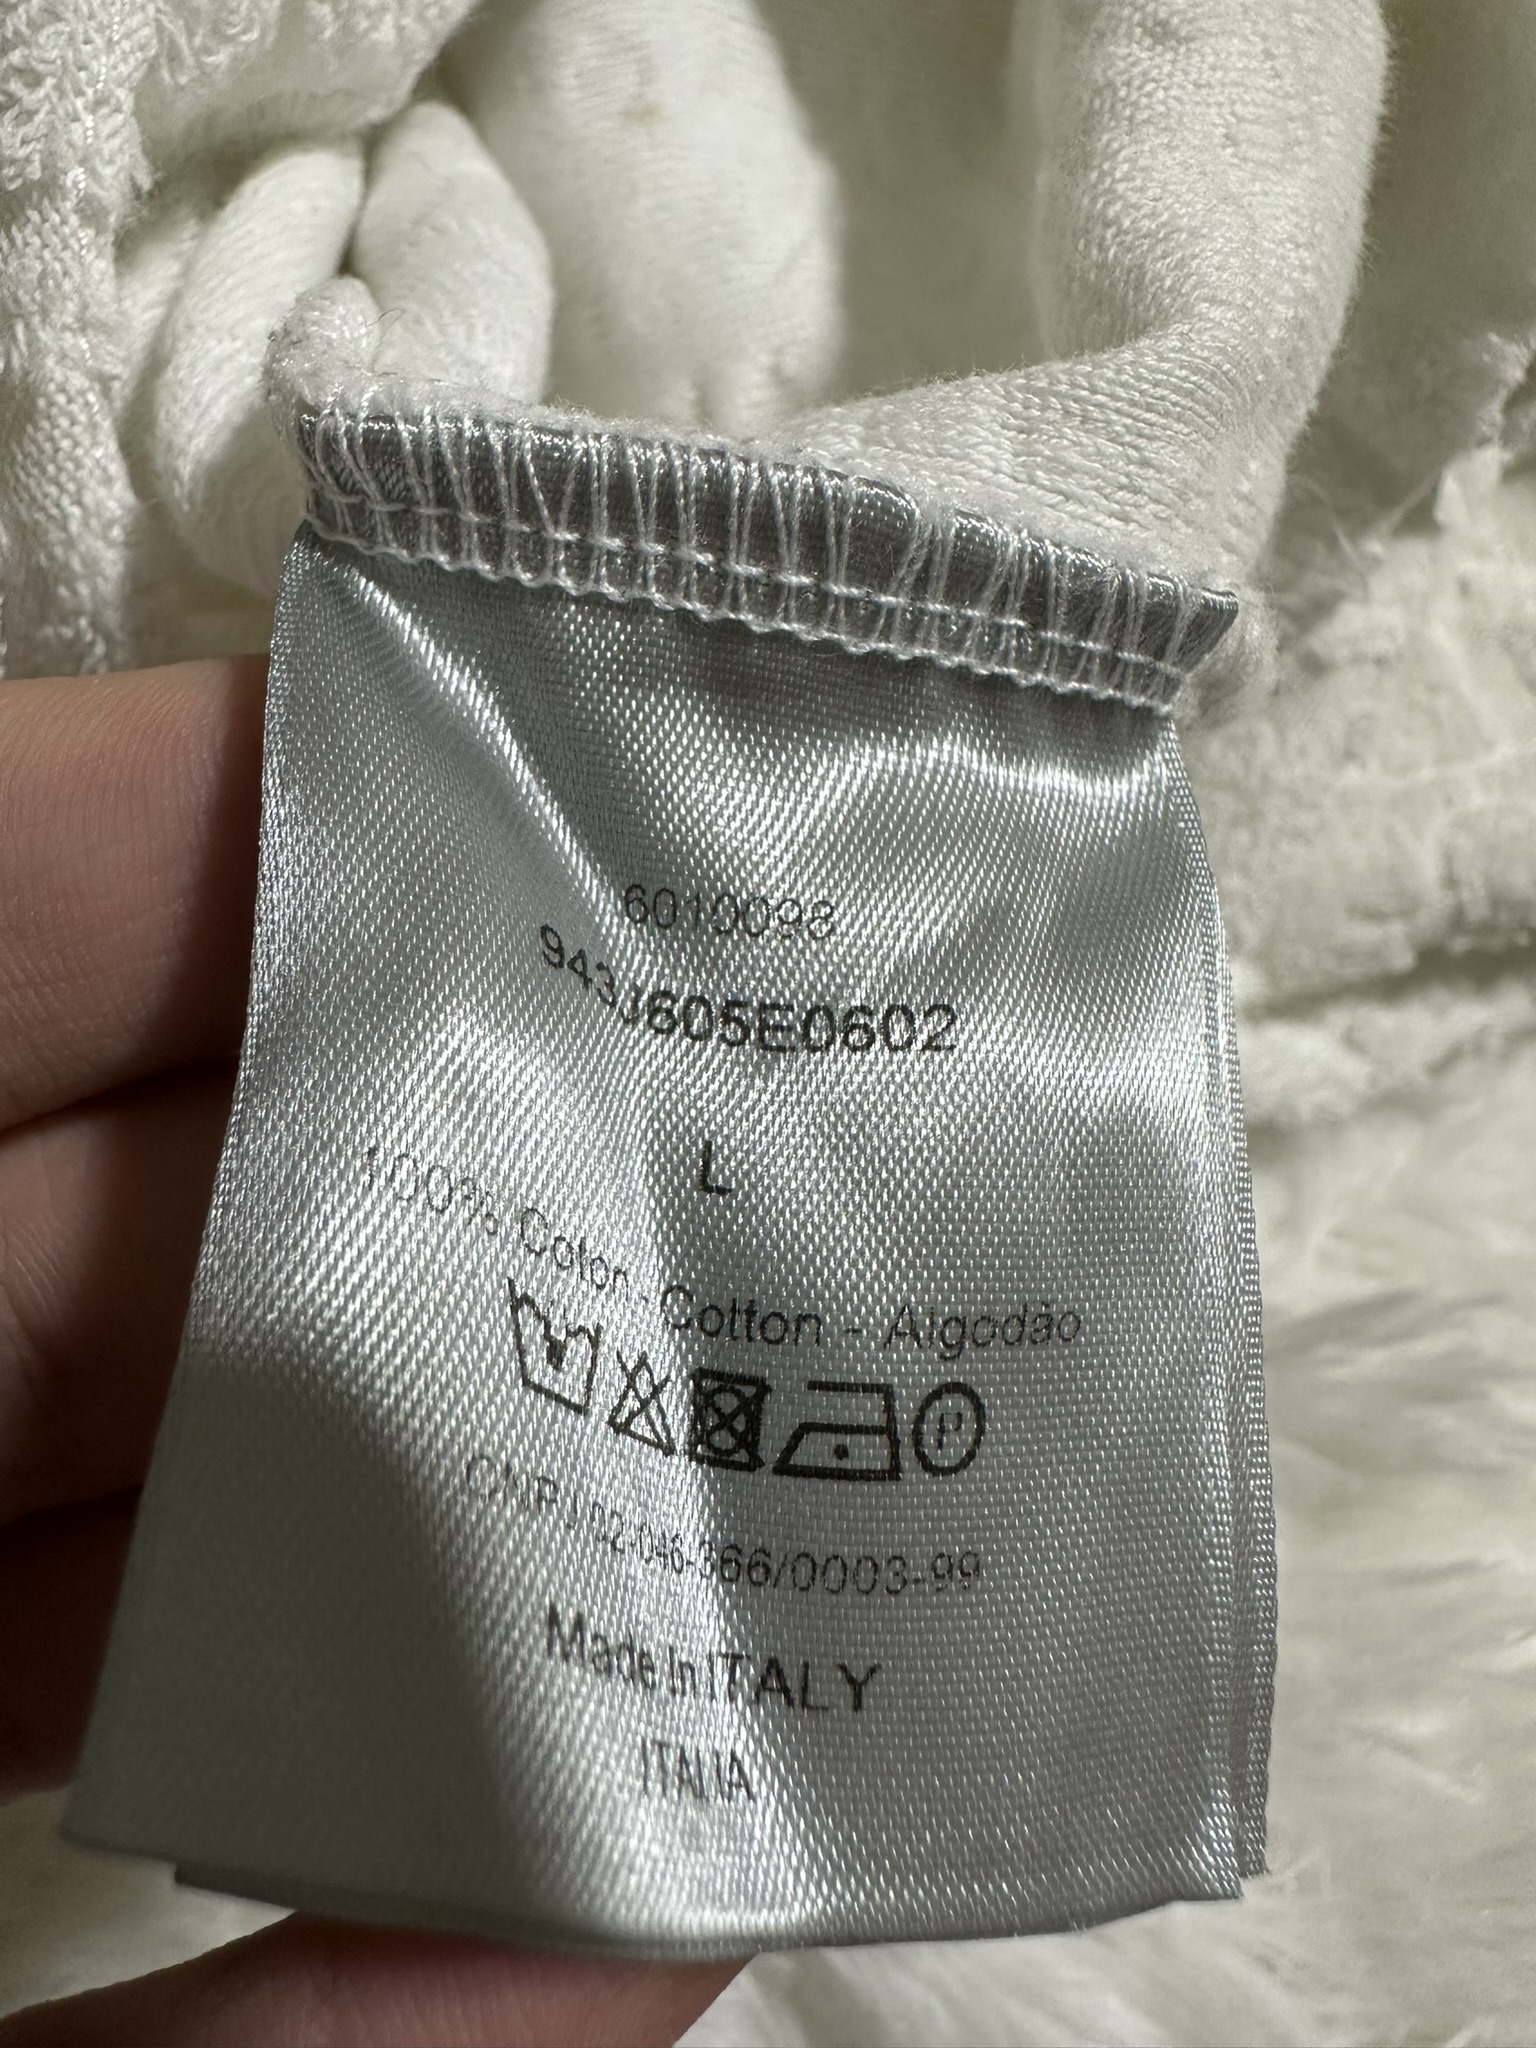 6010098
943J605E0602
L
100% Coton - Cotton - Algodão
P
CNPJ 02-046-366/0003-99
Made In ITALY
ITALIA